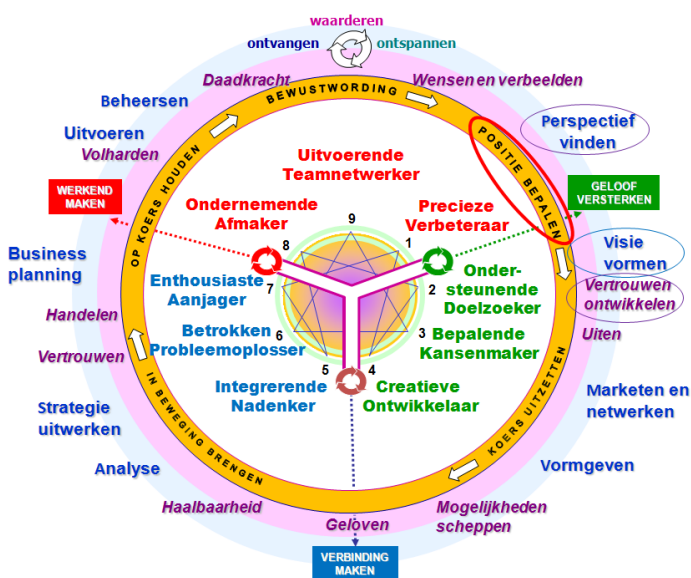 waarderen
ontvangen
ontspannen
Daadkracht
Wensen en verbeelden
BEWUSTWORDING
Beheersen
Perspectief
vinden
Uitvoeren
Volharden
OP KOERS HOUDEN
POSITIE BEPALEN
Uitvoerende
Teamnetwerker
WERKEND
MAKEN
GELOOF
VERSTERKEN
Ondernemende
Afmaker
Precieze
Verbeteraar
9
8
1
Business
planning
Visie
vormen
Enthousiaste
Aanjager
7
2
Onder-
steunende
Doelzoeker
Vertrouwen
ontwikkelen
Handelen
Uiten
Betrokken
Probleemoplosser
6
3
Bepalende
Kansenmaker
Vertrouwen
Integrerende
Nadenker
5
4
Creatieve
Ontwikkelaar
IN BEWEGING BRENGEN
KOERS UITZETTEN
Marketen en
netwerken
Strategie
uitwerken
Analyse
Vormgeven
Haalbaarheid
Geloven
Mogelijkheden
scheppen
VERBINDING
MAKEN